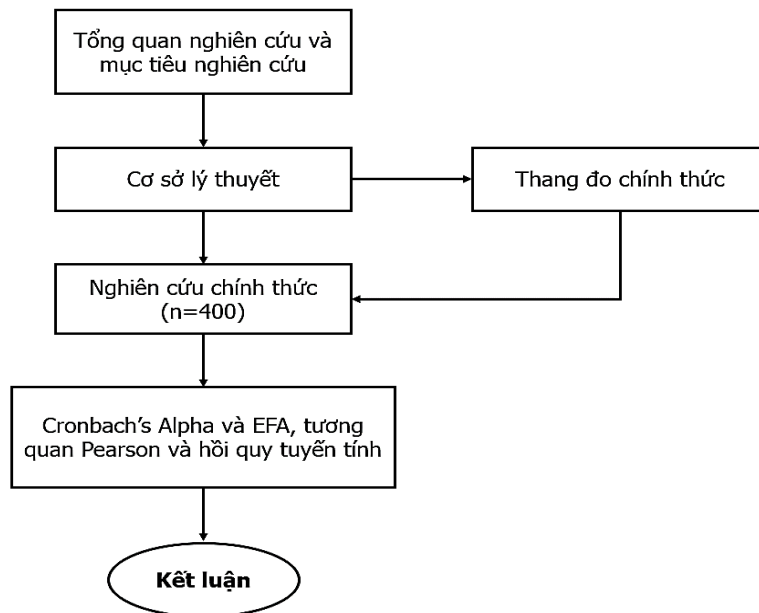 Tổng quan nghiên cứu và
mục tiêu nghiên cứu
Cơ sở lý thuyết
Thang đo chính thức
Nghiên cứu chính thức
(n=400)
Cronbach’s Alpha và EFA, tương
quan Pearson và hồi quy tuyến tính
Kết luận